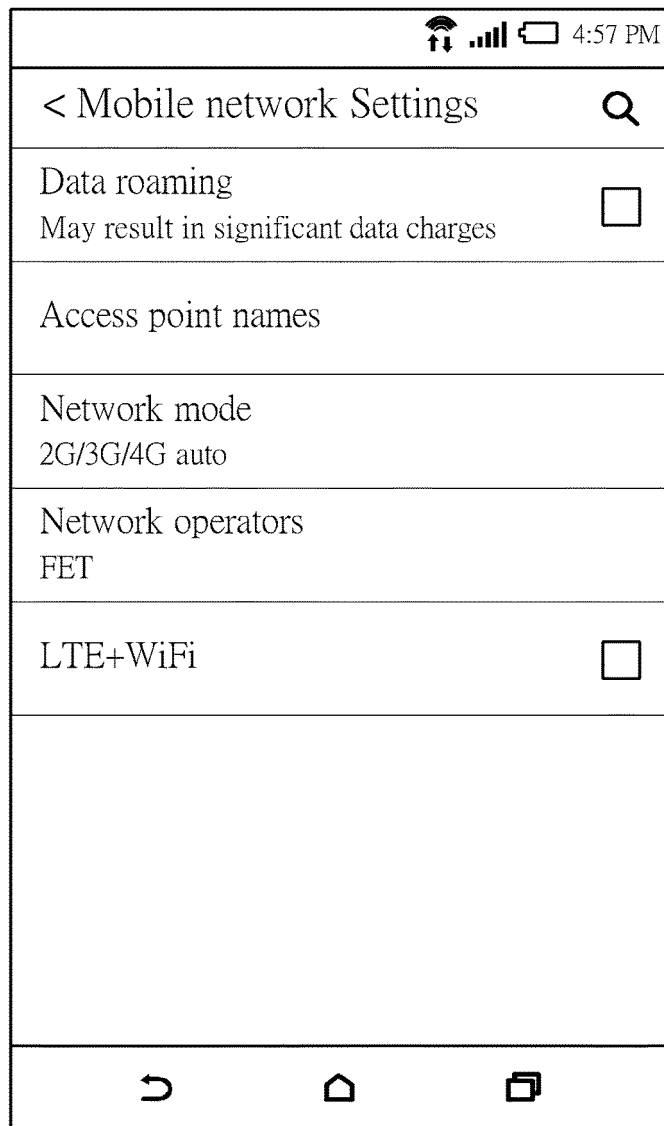 4:57 PM
< Mobile network Settings
Data roaming
May result in significant data charges
Access point names
Network mode
2G/3G/4G auto
Network operators
FET
LTE+WiFi